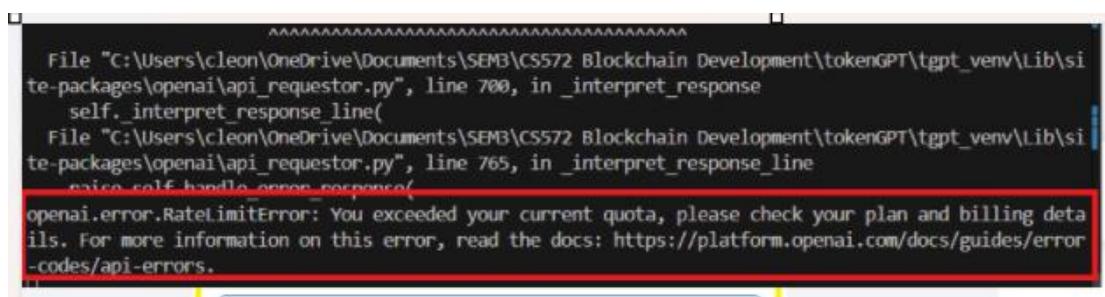 ^^^^^^^^^^^^^^^^^^^^^^^^^^^^^^^^^^^^^^^^
File "C:\Users\cleon\OneDrive\Documents\SEM3\CS572 Blockchain Development\tokenGPT\tgpt_venv\Lib\si
te-packages\openai\api_requestor.py", line 700, in _interpret_response
self._interpret_response_line(
File "C:\Users\cleon\OneDrive\Documents\SEM3\CS572 Blockchain Development\tokenGPT\tgpt_venv\Lib\si
te-packages\openai\api_requestor.py", line 765, in _interpret_response_line
raise self.handle_error_response(
openai.error.RateLimitError: You exceeded your current quota, please check your plan and billing deta
ils. For more information on this error, read the docs: https://platform.openai.com/docs/guides/error
-codes/api-errors.